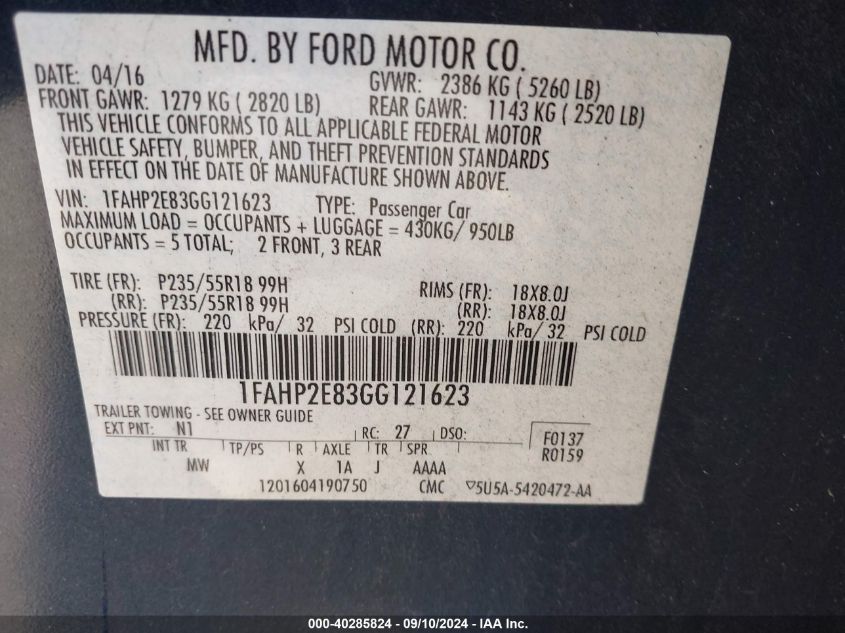 MFD. BY FORD MOTOR CO.
DATE: 04/16 GVWR: 2386 KG ( 5260 LB)
FRONT GAWR: 1279 KG ( 2820 LB) REAR GAWR: 1143 KG ( 2520 LB)
THIS VEHICLE CONFORMS TO ALL APPLICABLE FEDERAL MOTOR
VEHICLE SAFETY, BUMPER, AND THEFT PREVENTION STANDARDS
IN EFFECT ON THE DATE OF MANUFACTURE SHOWN ABOVE.
VIN: 1FAHP2E83GG121623 TYPE: Passenger Car
MAXIMUM LOAD = OCCUPANTS + LUGGAGE = 430KG/ 950LB
OCCUPANTS = 5 TOTAL; 2 FRONT, 3 REAR
TIRE (FR): P235/55R18 99H RIMS (FR): 18X8.0J
(RR): P235/55R18 99H (RR): 18X8.0J
PRESSURE (FR): 220 kPa/ 32 PSI COLD (RR): 220 kPa/ 32 PSI COLD
1FAHP2E83GG121623
TRAILER TOWING - SEE OWNER GUIDE
EXT PNT: N1 RC: 27 DSO: F0137
R0159
INT TR TP/PS R AXLE TR SPR
MW X 1A J AAAA
1201604190750 CMC ▽5U5A-5420472-AA
000-40285824 - 09/10/2024 - IAA Inc.